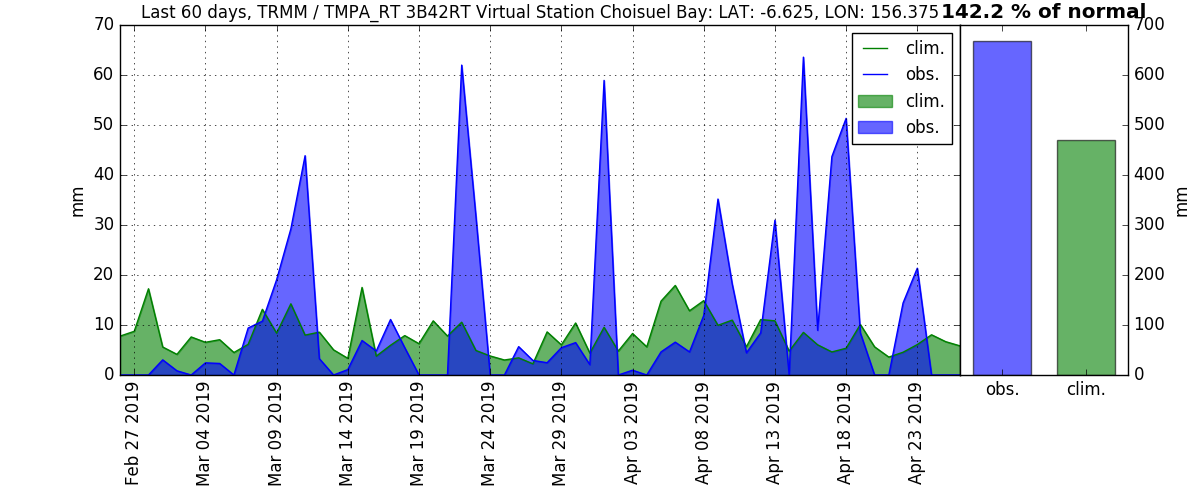 Last 60 days, TRMM / TMPA_RT 3B42RT Virtual Station Choisuel Bay: LAT: -6.625, LON: 156.375
142.2 % of normal
70
60
50
40
30
20
10
0
mm
clim.
obs.
clim.
obs.
Feb 27 2019
Mar 04 2019
Mar 09 2019
Mar 14 2019
Mar 19 2019
Mar 24 2019
Mar 29 2019
Apr 03 2019
Apr 08 2019
Apr 13 2019
Apr 18 2019
Apr 23 2019
700
600
500
400
300
200
100
0
mm
obs.
clim.